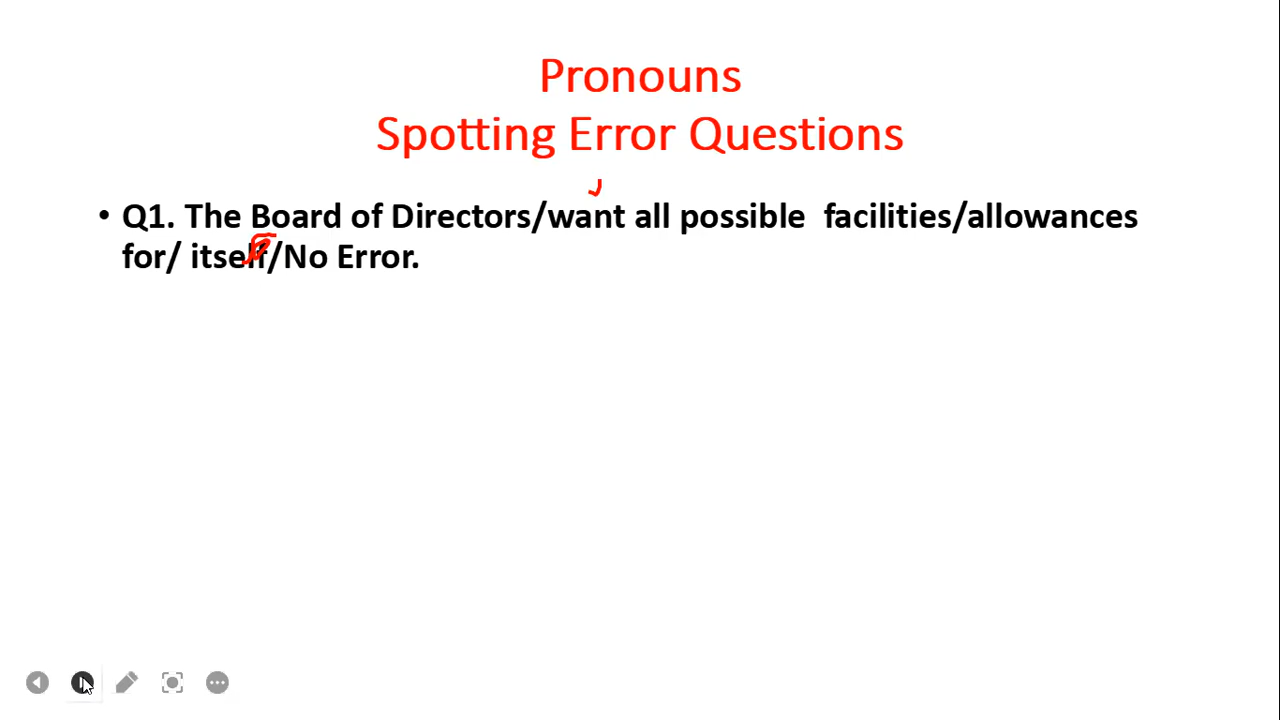 Pronouns
Spotting Error Questions
• Q1. The Board of Directors/want all possible facilities/allowances
for/ itself/No Error.